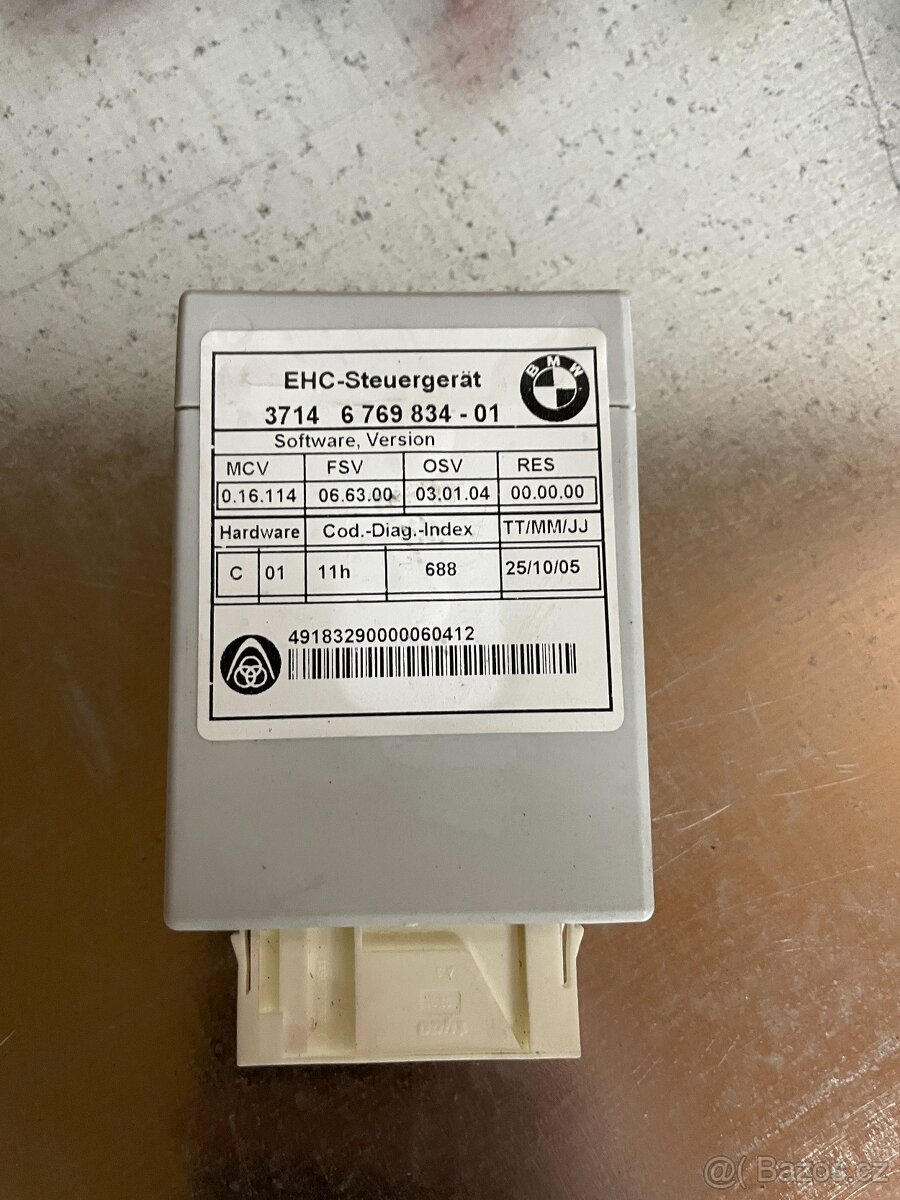 EHC-Steuergerät
BMW
3714 6 769 834 - 01
Software, Version
MCV FSV OSV RES
0.16.114 06.63.00 03.01.04 00.00.00
Hardware Cod.-Diag.-Index TT/MM/JJ
C 01 11h 688 25/10/05
49183290000060412
@( Bazos.cz